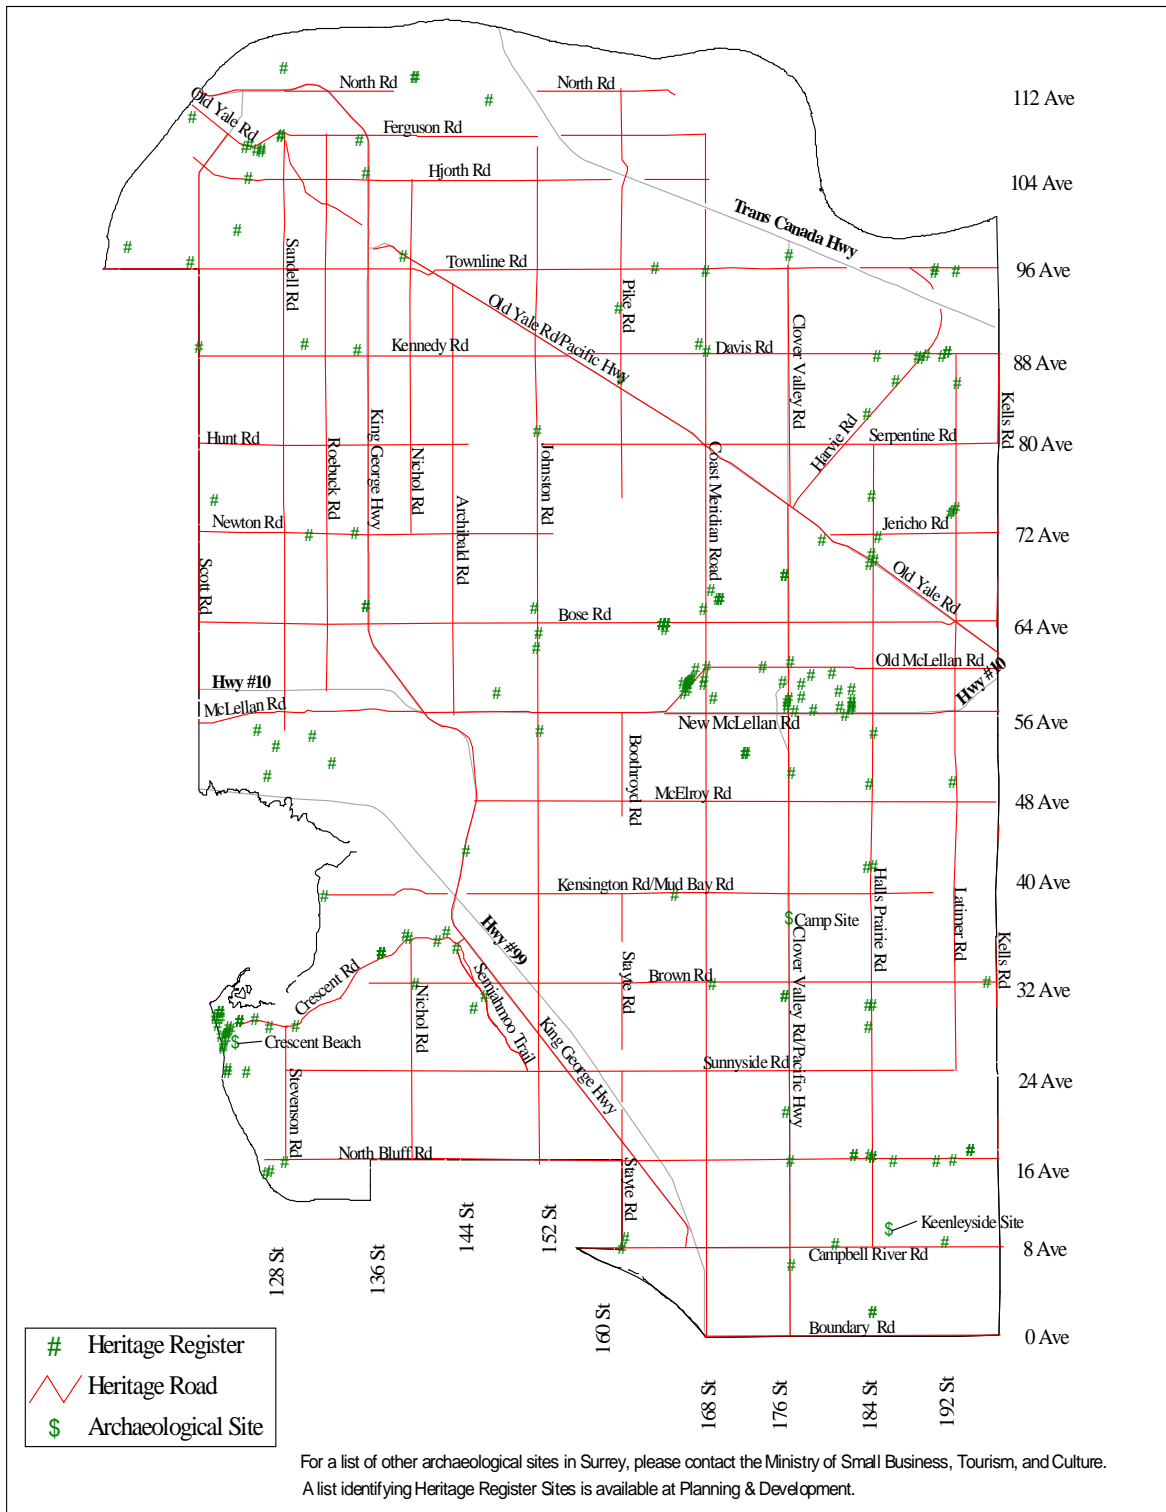 North Rd
North Rd
112 Ave
Old Yale Rd
Ferguson Rd
Hjorth Rd
104 Ave
Trans Canada Hwy
Sandell Rd
Townline Rd
96 Ave
Pike Rd
Old Yale Rd/Pacific Hwy
Clover Valley Rd
Kennedy Rd
Davis Rd
88 Ave
Kells Rd
King George Hwy
Harvie Rd
Hunt Rd
Serpentine Rd
80 Ave
Roebuck Rd
Nichol Rd
Johnston Rd
Coast Meridian Road
Archibald Rd
Newton Rd
Jericho Rd
72 Ave
Scott Rd
Old Yale Rd
Bose Rd
64 Ave
Old McLellan Rd
Hwy #10
Hwy #10
McLellan Rd
New McLellan Rd
56 Ave
Boothroyd Rd
McElroy Rd
48 Ave
Kensington Rd/Mud Bay Rd
40 Ave
Halls Prairie Rd
Latimer Rd
Camp Site
Hwy #99
Kells Rd
Clover Valley Rd/Pacific Hwy
Crescent Rd
Semiahmoo Trail
Stayte Rd
Brown Rd
32 Ave
Nichol Rd
King George Hwy
Crescent Beach
Sunnyside Rd
24 Ave
Stevenson Rd
North Bluff Rd
Stayte Rd
16 Ave
144 St
152 St
Keenleyside Site
128 St
136 St
Campbell River Rd
8 Ave
160 St
Boundary Rd
0 Ave
# Heritage Register
Heritage Road
$ Archaeological Site
168 St
176 St
184 St
192 St
For a list of other archaeological sites in Surrey, please contact the Ministry of Small Business, Tourism, and Culture.
A list identifying Heritage Register Sites is available at Planning & Development.